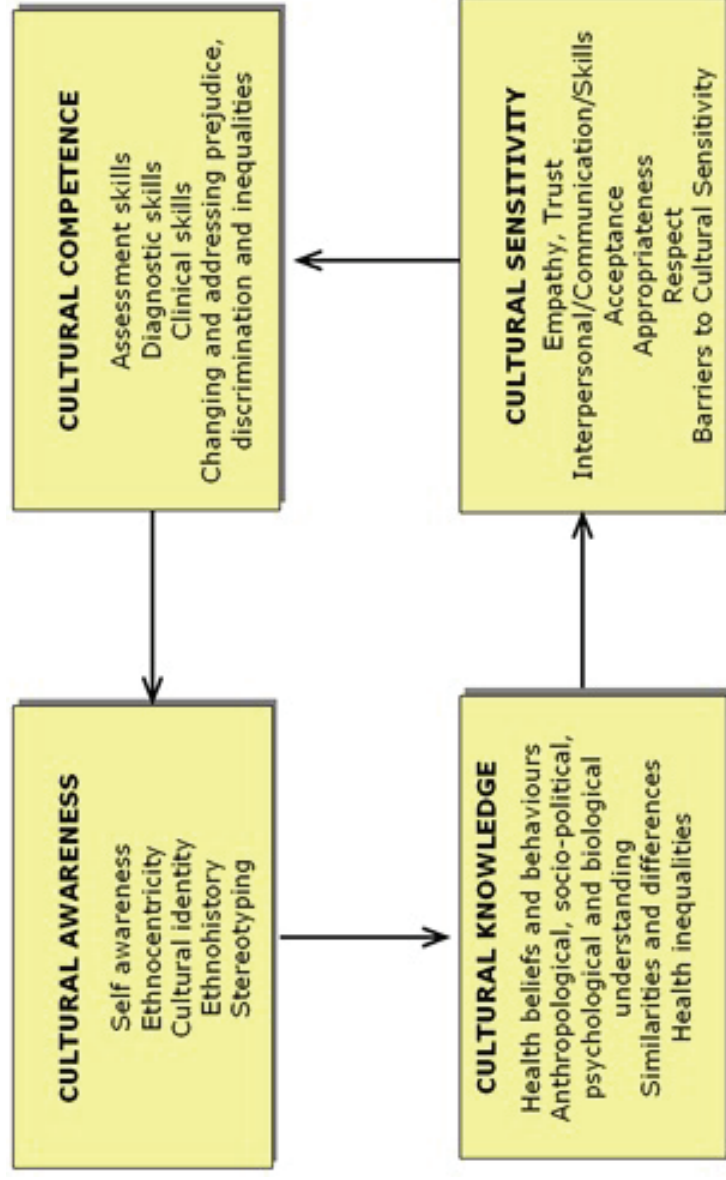 CULTURAL AWARENESS
Self awareness
Ethnocentricity
Cultural identity
Ethnohistory
Stereotyping
CULTURAL COMPETENCE
Assessment skills
Diagnostic skills
Clinical skills
Changing and addressing prejudice,
discrimination and inequalities
CULTURAL KNOWLEDGE
Health beliefs and behaviours
Anthropological, socio-political,
psychological and biological
understanding
Similarities and differences
Health inequalities
CULTURAL SENSITIVITY
Empathy, Trust
Interpersonal/Communication/Skills
Acceptance
Appropriateness
Respect
Barriers to Cultural Sensitivity